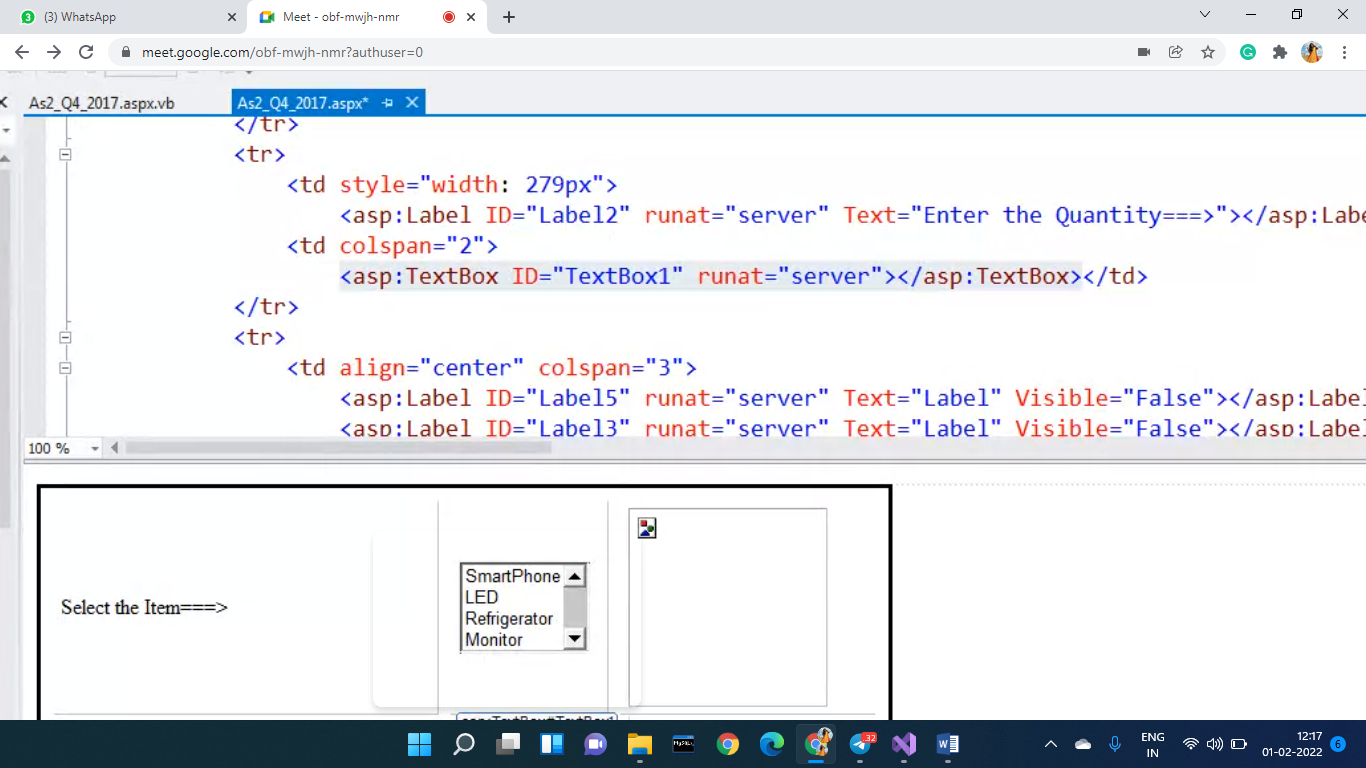 (3) WhatsApp
Meet - obf-mwjh-nmr
meet.google.com/obf-mwjh-nmr?authuser=0
As2_Q4_2017.aspx.vb
As2_Q4_2017.aspx*
</tr>
<tr>
<td style="width: 279px">
<asp:Label ID="Label2" runat="server" Text="Enter the Quantity===>"></asp:Labe
<td colspan="2">
<asp:TextBox ID="TextBox1" runat="server"></asp:TextBox></td>
</tr>
<tr>
<td align="center" colspan="3">
<asp:Label ID="Label5" runat="server" Text="Label" Visible="False"></asp:Label
<asp:Label ID="Label3" runat="server" Text="Label" Visible="False"></asp:Labe
100 %
Select the Item===>
SmartPhone
LED
Refrigerator
Monitor
asp:TextBox#TextBox1
3
MySQL
32
ENG
IN
12:17
01-02-2022
6